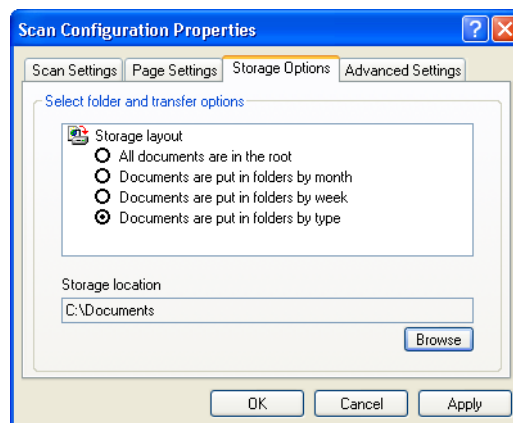 Scan Configuration Properties
Scan Settings Page Settings Storage Options Advanced Settings
Select folder and transfer options
Storage layout
All documents are in the root
Documents are put in folders by month
Documents are put in folders by week
Documents are put in folders by type
Storage location
C:\Documents
Browse
OK Cancel Apply